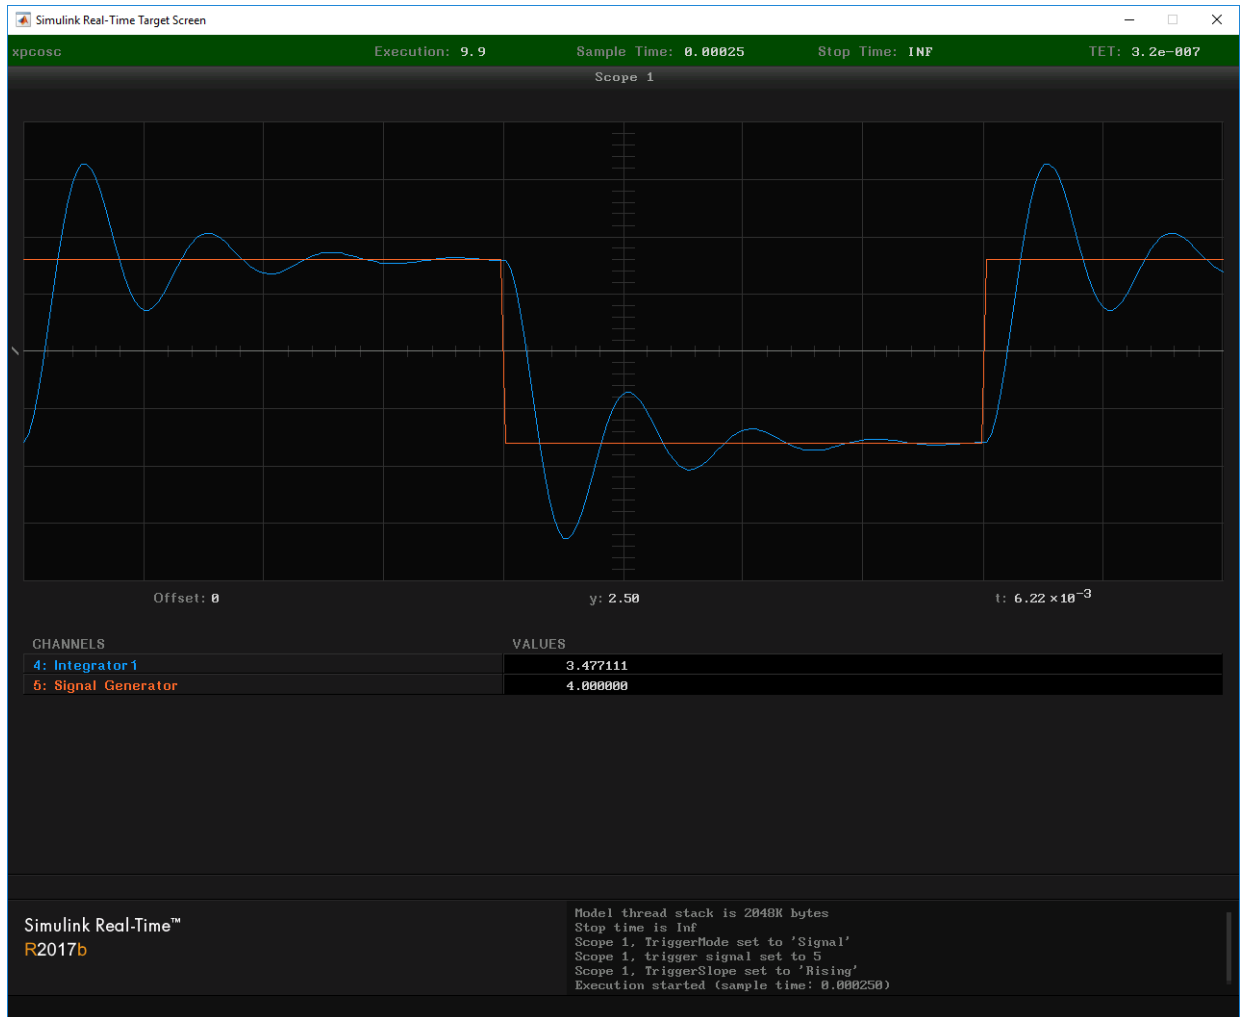 Simulink Real-Time Target Screen
xpcosc Execution: 9.9 Sample Time: 0.00025 Stop Time: INF TET: 3.2e-007
Scope 1
Offset: 0 y: 2.50 t: 6.22 ×10⁻³
CHANNELS VALUES
4: Integrator1 3.477111
5: Signal Generator 4.000000
Simulink Real-Time™
R2017b
Model thread stack is 2048K bytes
Stop time is Inf
Scope 1, TriggerMode set to 'Signal'
Scope 1, trigger signal set to 5
Scope 1, TriggerSlope set to 'Rising'
Execution started (sample time: 0.000250)